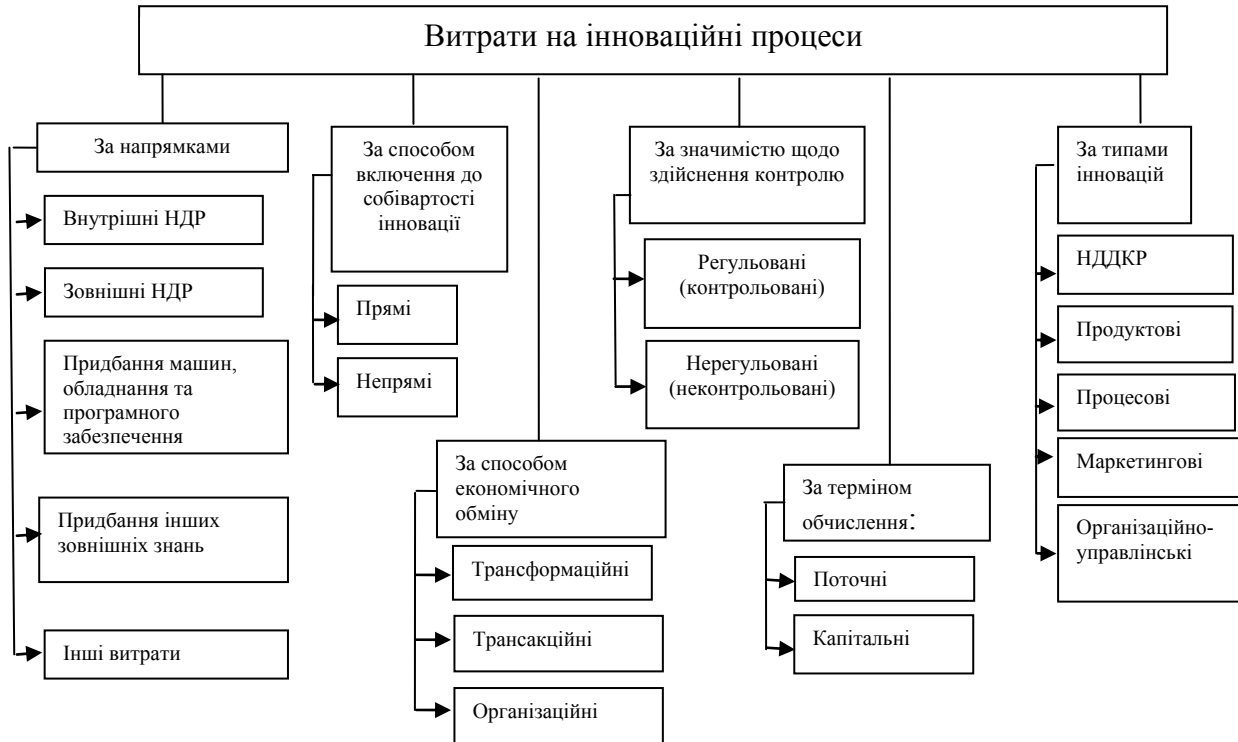 Витрати на інноваційні процеси
За напрямками
Внутрішні НДР
Зовнішні НДР
Придбання машин,
обладнання та
програмного
забезпечення
Придбання інших
зовнішніх знань
Інші витрати
За способом
включення до
собівартості
інновації
Прямі
Непрямі
За способом
економічного
обміну
Трансформаційні
Трансакційні
Організаційні
За значимістю щодо
здійснення контролю
Регульовані
(контрольовані)
Нерегульовані
(неконтрольовані)
За терміном
обчислення:
Поточні
Капітальні
За типами
інновацій
НДДКР
Продуктові
Процесові
Маркетингові
Організаційно-
управлінські